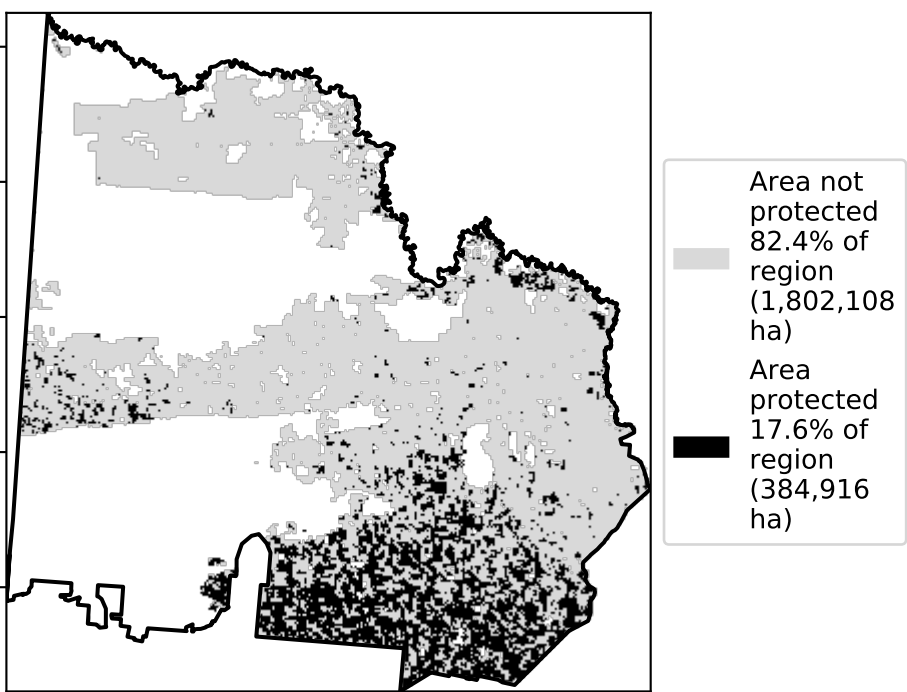 Area not
protected
82.4% of
region
(1,802,108
ha)
Area
protected
17.6% of
region
(384,916
ha)